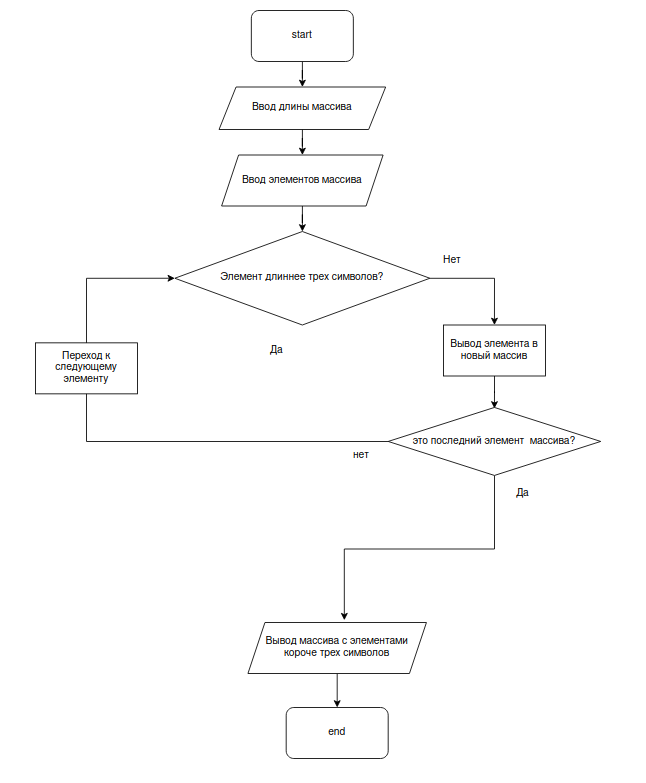 start
Ввод длины массива
Ввод элементов массива
Элемент длиннее трех символов?
Нет
Вывод элемента в
новый массив
Переход к
следующему
элементу
Да
это последний элемент массива?
нет
Да
Вывод массива с элементами
короче трех символов
end